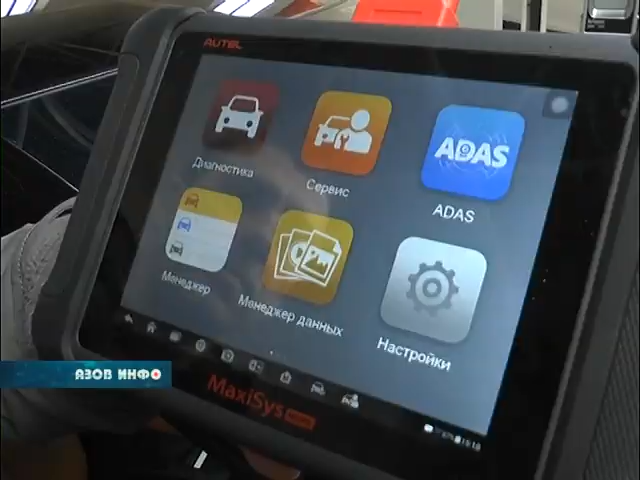 AUTEL
Диагностика
Сервис
ADAS
ADAS
Менеджер
Менеджер данных
Настройки
АЗОВ ИНФО
MaxiSys